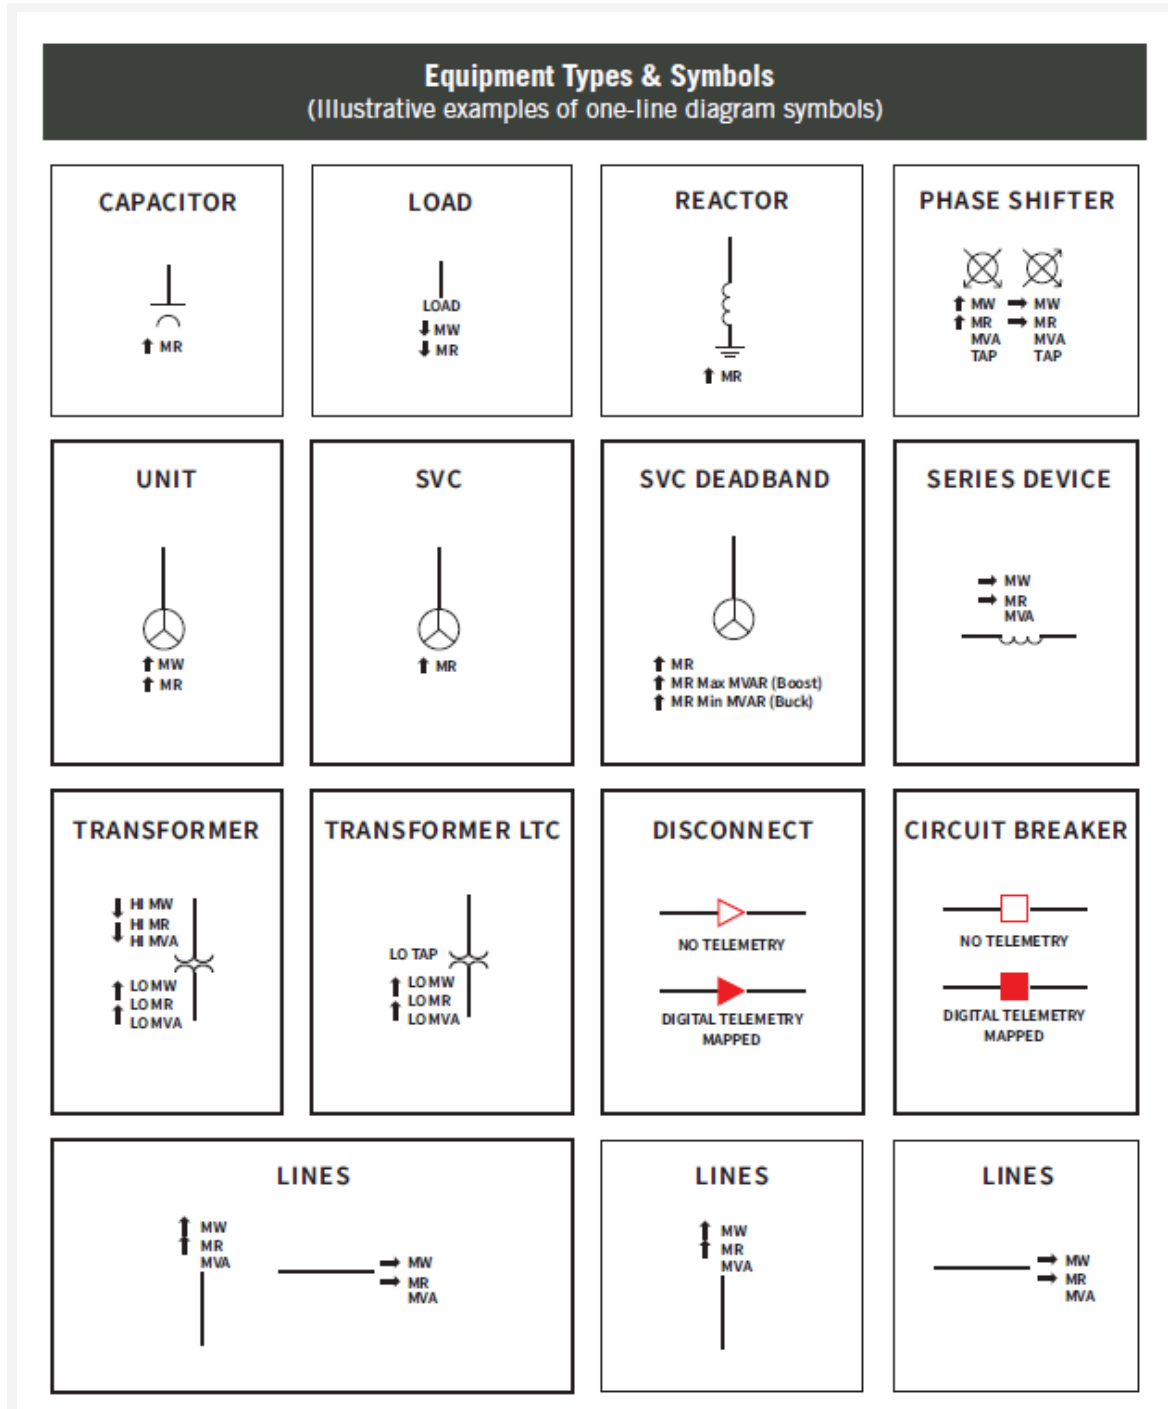 Equipment Types & Symbols
(Illustrative examples of one-line diagram symbols)
CAPACITOR
MR
LOAD
LOAD
MW
MR
REACTOR
MR
PHASE SHIFTER
MW MW
MR MR
MVA MVA
TAP TAP
UNIT
MW
MR
SVC
MR
SVC DEADBAND
MR
MR Max MVAR (Boost)
MR Min MVAR (Buck)
SERIES DEVICE
MW
MR
MVA
TRANSFORMER
HI MW
HI MR
HI MVA
LO MW
LO MR
LO MVA
TRANSFORMER LTC
LO TAP
LO MW
LO MR
LO MVA
DISCONNECT
NO TELEMETRY
DIGITAL TELEMETRY
MAPPED
CIRCUIT BREAKER
NO TELEMETRY
DIGITAL TELEMETRY
MAPPED
LINES
MW
MR
MVA
MW
MR
MVA
LINES
MW
MR
MVA
LINES
MW
MR
MVA